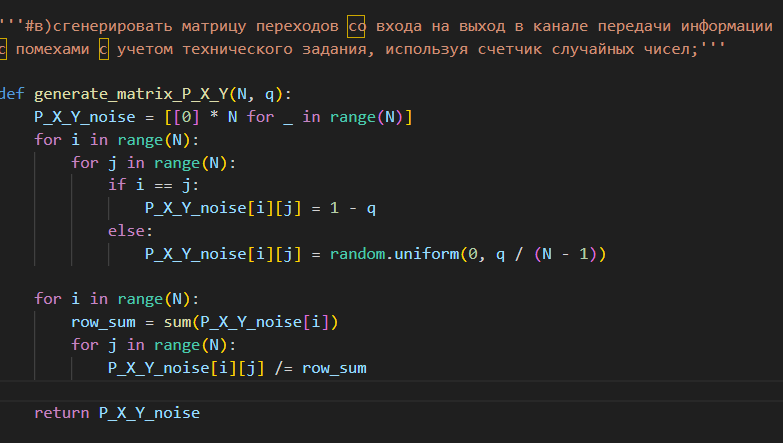 '''#в)сгенерировать матрицу переходов со входа на выход в канале передачи информации
с помехами с учетом технического задания, используя счетчик случайных чисел;'''
def generate_matrix_P_X_Y(N, q):
    P_X_Y_noise = [[0] * N for _ in range(N)]
    for i in range(N):
        for j in range(N):
            if i == j:
                P_X_Y_noise[i][j] = 1 - q
            else:
                P_X_Y_noise[i][j] = random.uniform(0, q / (N - 1))
    for i in range(N):
        row_sum = sum(P_X_Y_noise[i])
        for j in range(N):
            P_X_Y_noise[i][j] /= row_sum
    return P_X_Y_noise